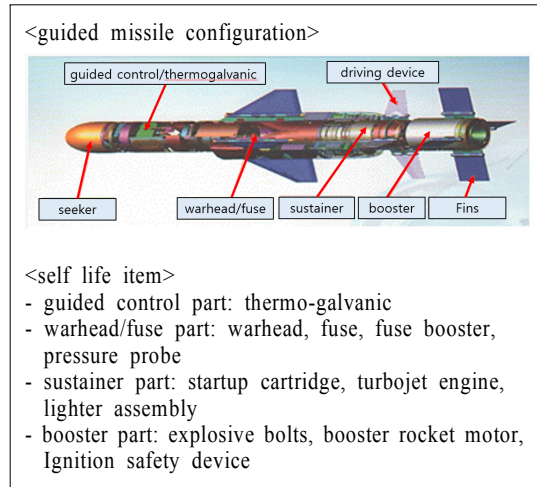 <guided missile configuration>
guided control/thermogalvanic
driving device
seeker
warhead/fuse
sustainer
booster
Fins
<self life item>
- guided control part: thermo-galvanic
- warhead/fuse part: warhead, fuse, fuse booster,
pressure probe
- sustainer part: startup cartridge, turbojet engine,
lighter assembly
- booster part: explosive bolts, booster rocket motor,
Ignition safety device